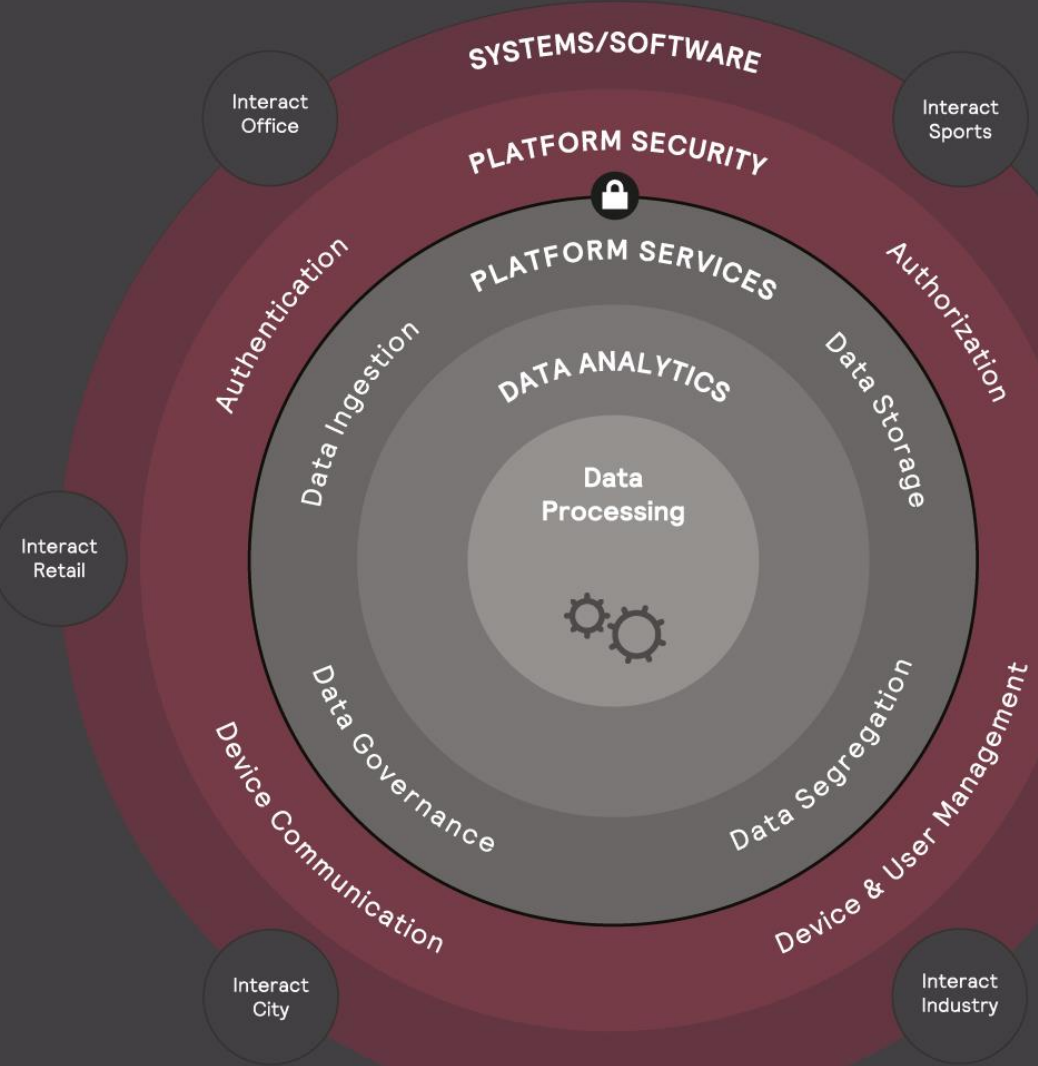 SYSTEMS/SOFTWARE
Interact
Office
Interact
Sports
PLATFORM SECURITY
Authentication
Authorization
PLATFORM SERVICES
Data Ingestion
Data Storage
DATA ANALYTICS
Data
Processing
Interact
Retail
Data Governance
Data Segregation
Device Communication
Device & User Management
Interact
City
Interact
Industry